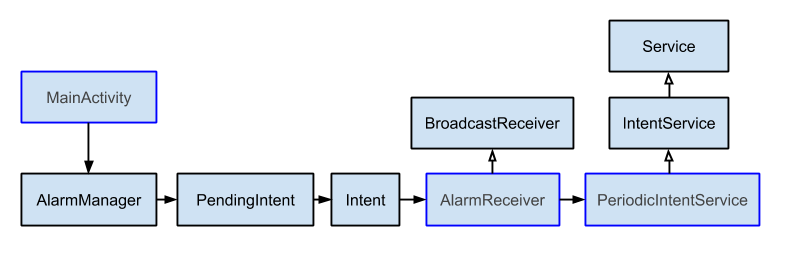 Service
MainActivity
BroadcastReceiver
IntentService
AlarmManager
PendingIntent
Intent
AlarmReceiver
PeriodicIntentService